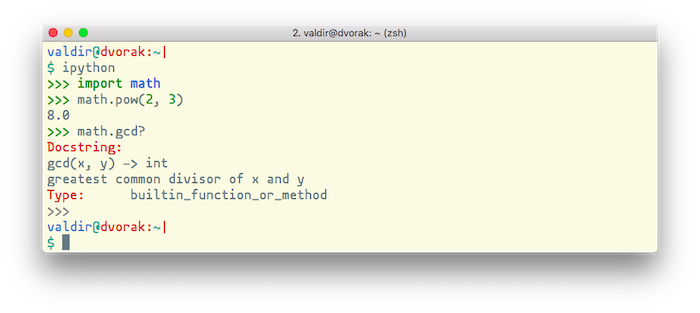 2. valdir@dvorak: ~ (zsh)
valdir@dvorak:~|
$ ipython
>>> import math
>>> math.pow(2, 3)
8.0
>>> math.gcd?
Docstring:
gcd(x, y) -> int
greatest common divisor of x and y
Type:      builtin_function_or_method
>>>
valdir@dvorak:~|
$